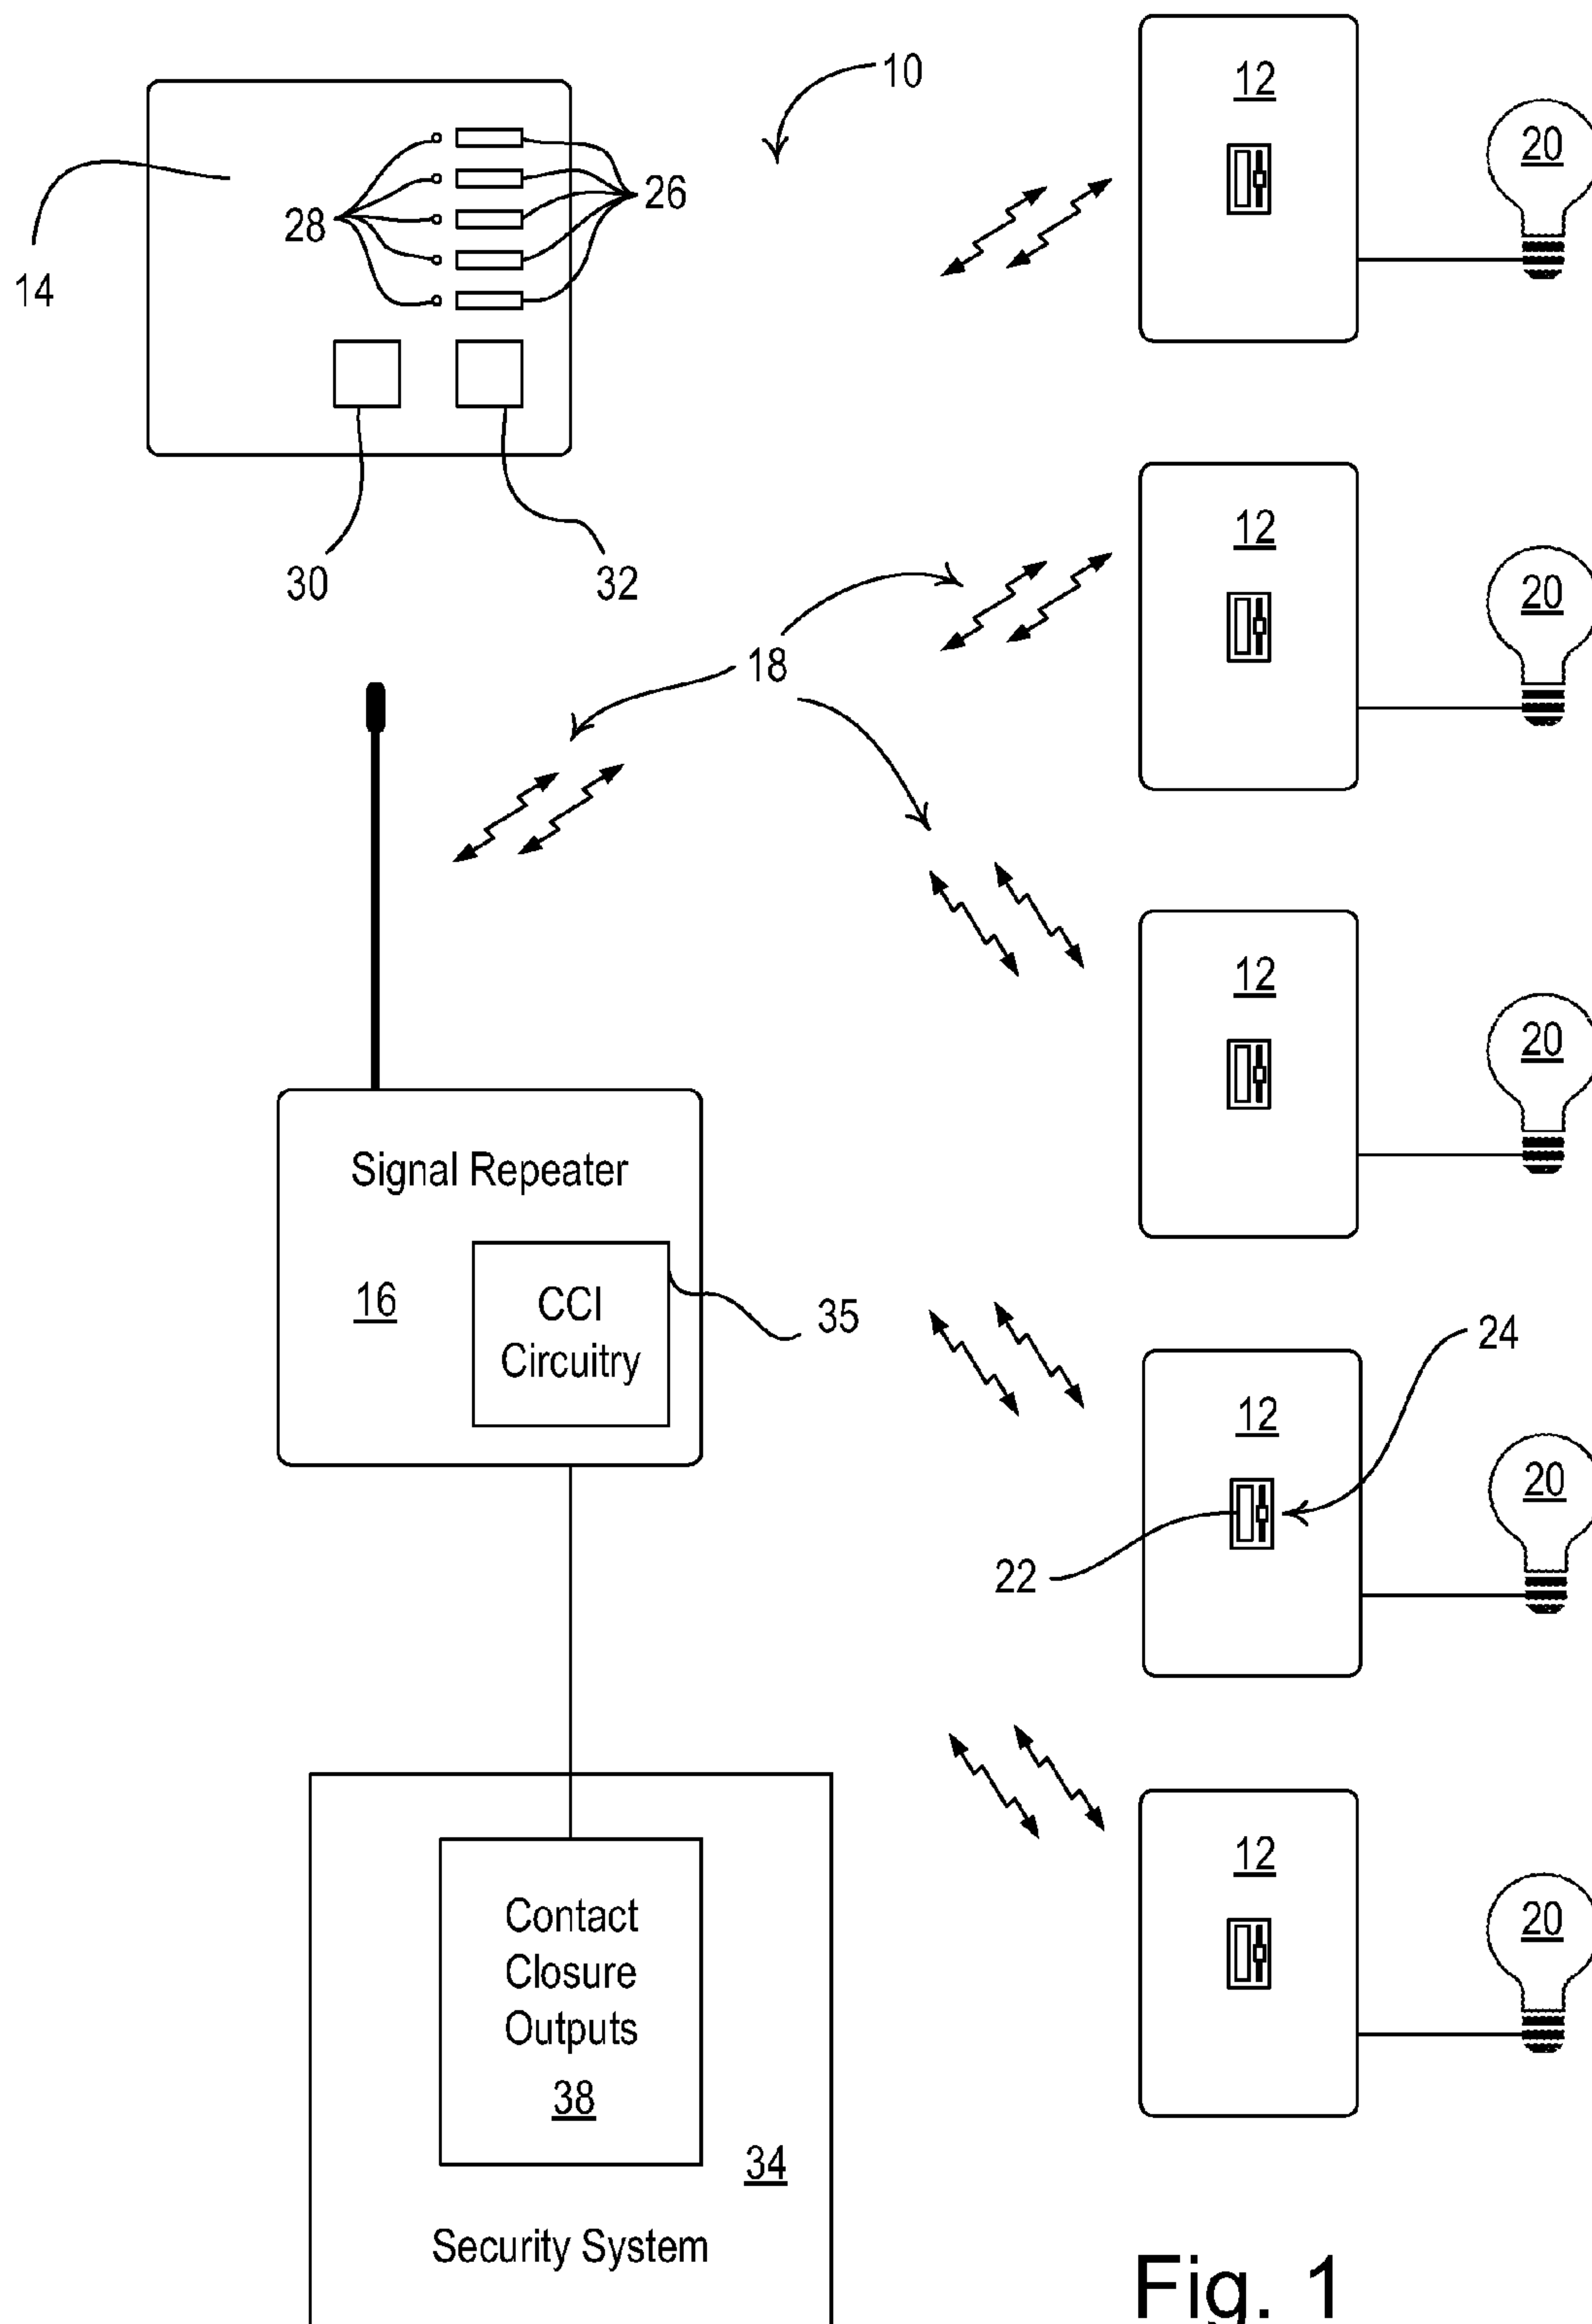 10
12
20
28
26
14
30
32
12
20
18
12
20
Signal Repeater
16
CCI
Circuitry
35
24
12
20
22
12
20
Contact
Closure
Outputs
38
34
Security System
Fig. 1